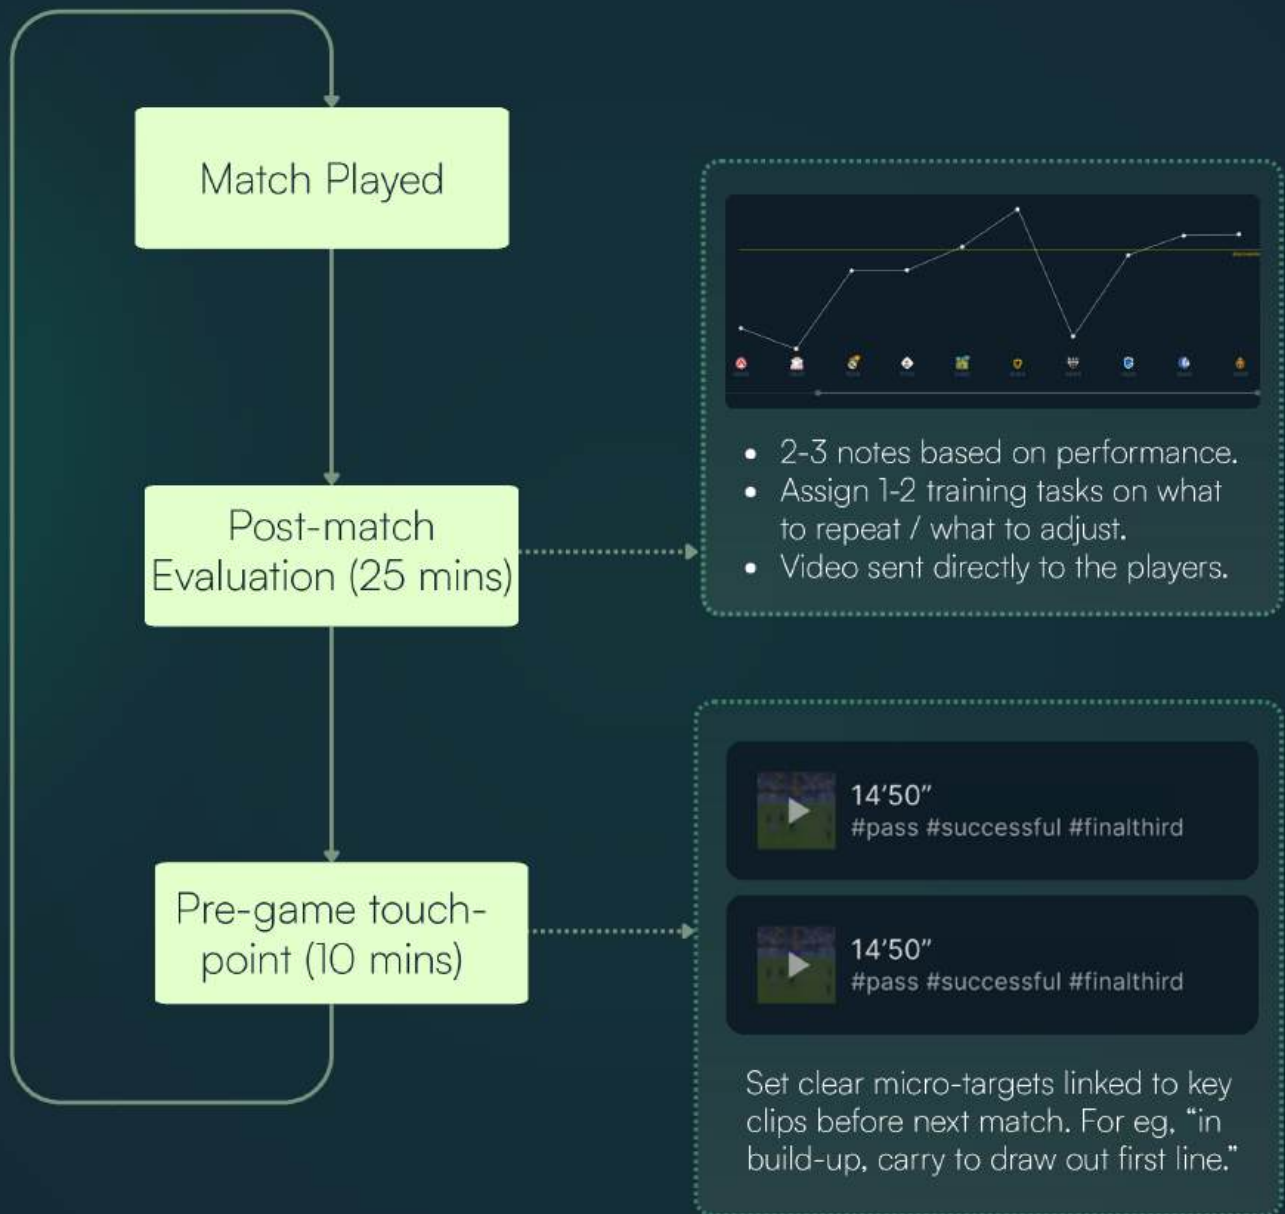 Match Played
Post-match
Evaluation (25 mins)
• 2-3 notes based on performance.
• Assign 1-2 training tasks on what
to repeat / what to adjust.
• Video sent directly to the players.
Pre-game touch-
point (10 mins)
14'50”
#pass #successful #finalthird
14'50”
#pass #successful #finalthird
Set clear micro-targets linked to key
clips before next match. For eg, “in
build-up, carry to draw out first line.”